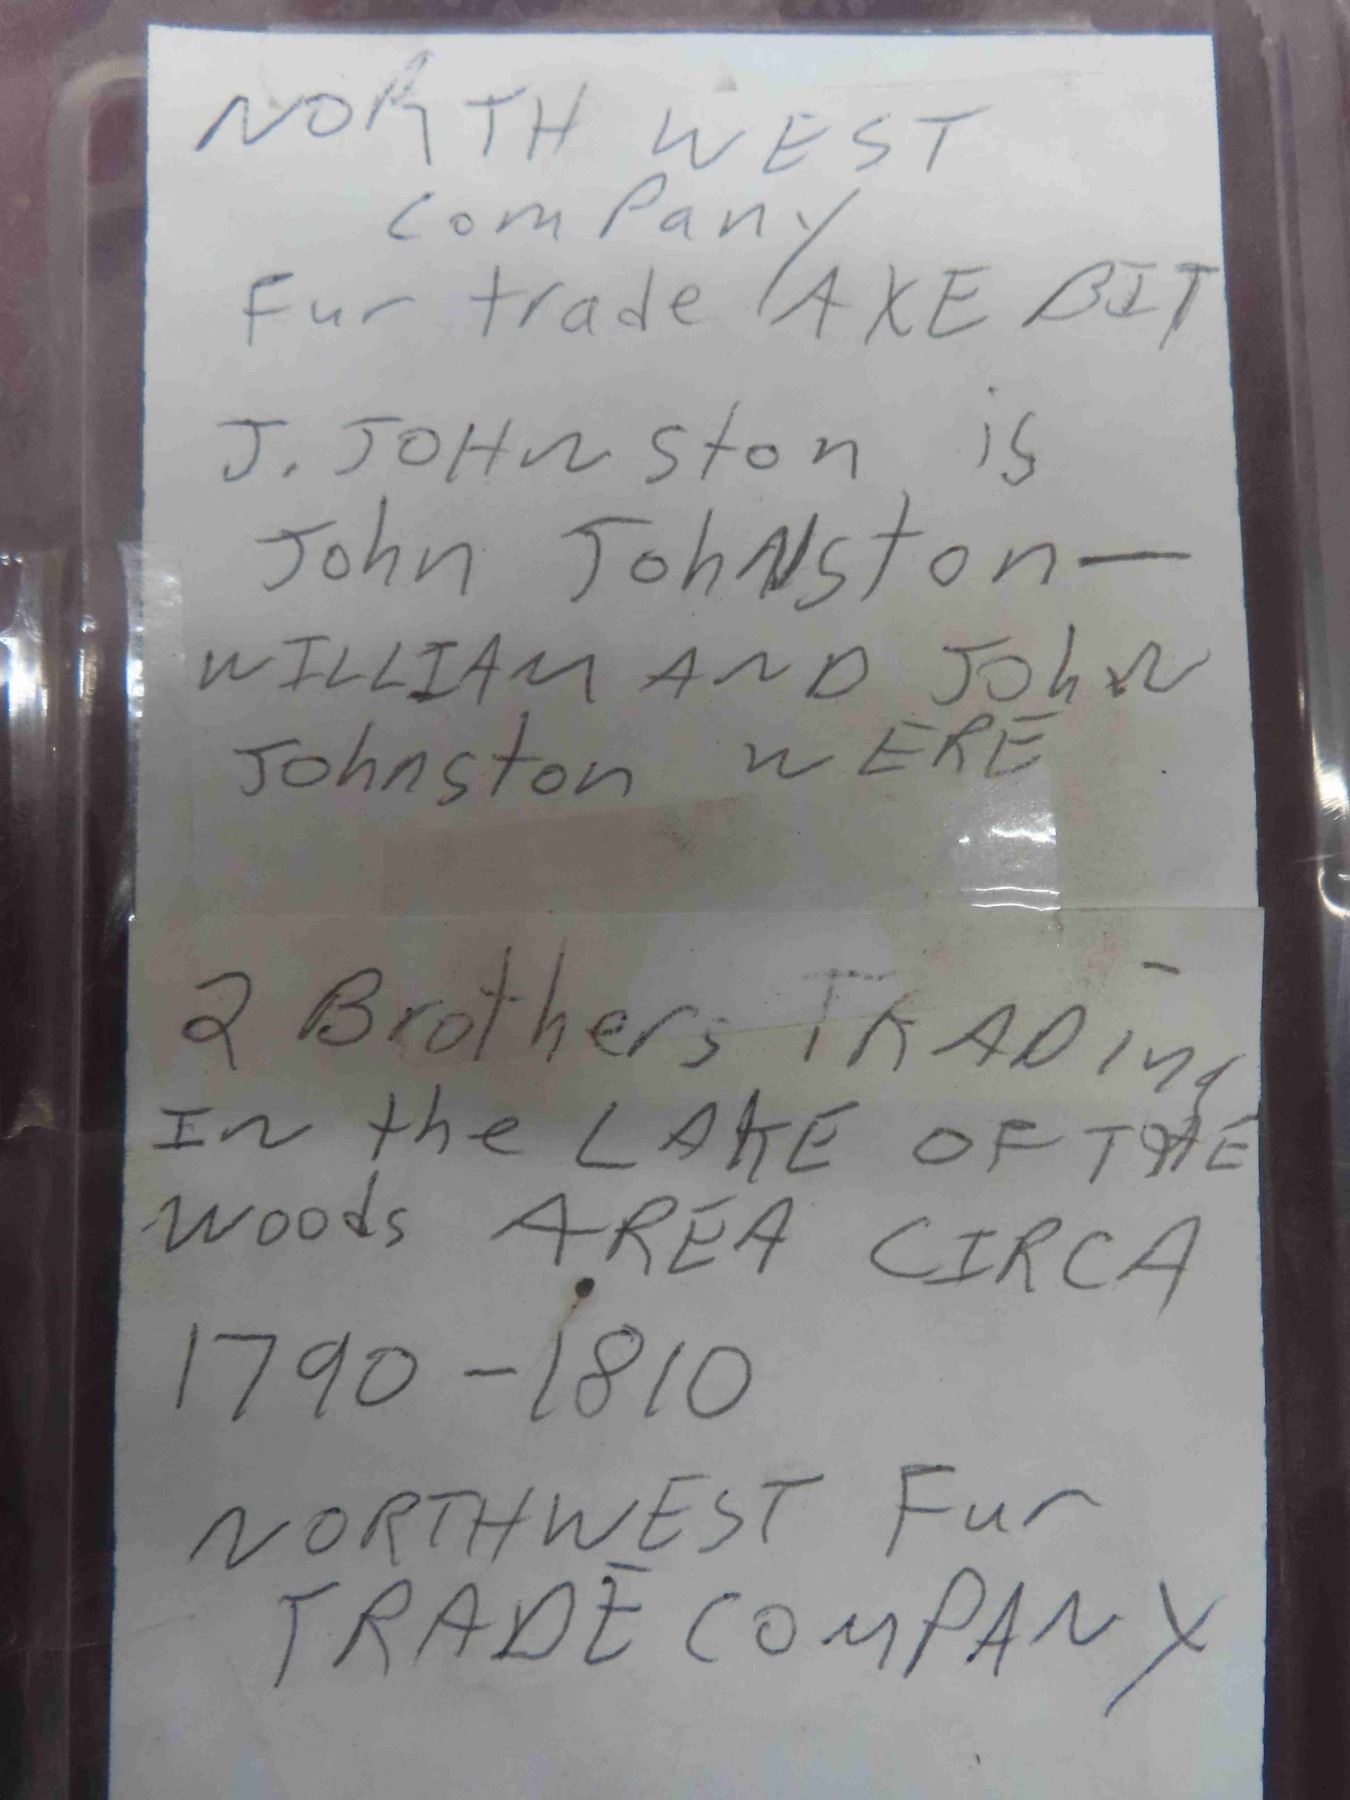 NORTH WEST
comPany
Fur trade AXE BIT
J. JOHNston is
John JohNston—
WILLIAM AND JohN
Johnston wERE
2 Brothers TRADing
In the LAKE OF THE
Woods AREA CIRCA
1790-1810
NORTHWEST Fur
TRADE COMPANY